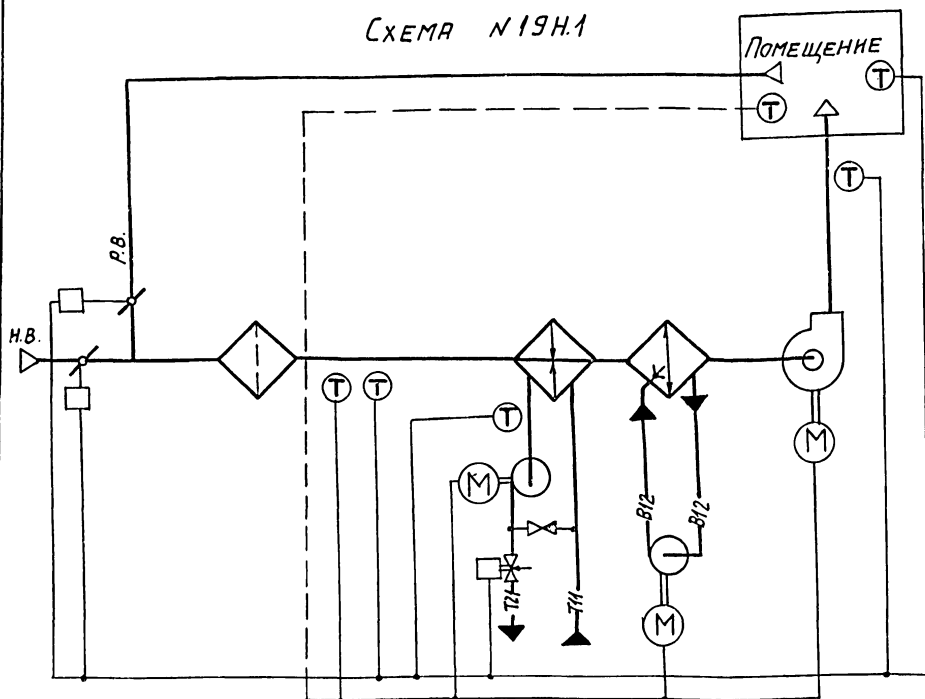 Схема N19Н.1
Помещение
Т
Т
Т
Р.В.
Н.В.
Т
Т
Т
К
М
М
В12
В12
Т21
Т11
М